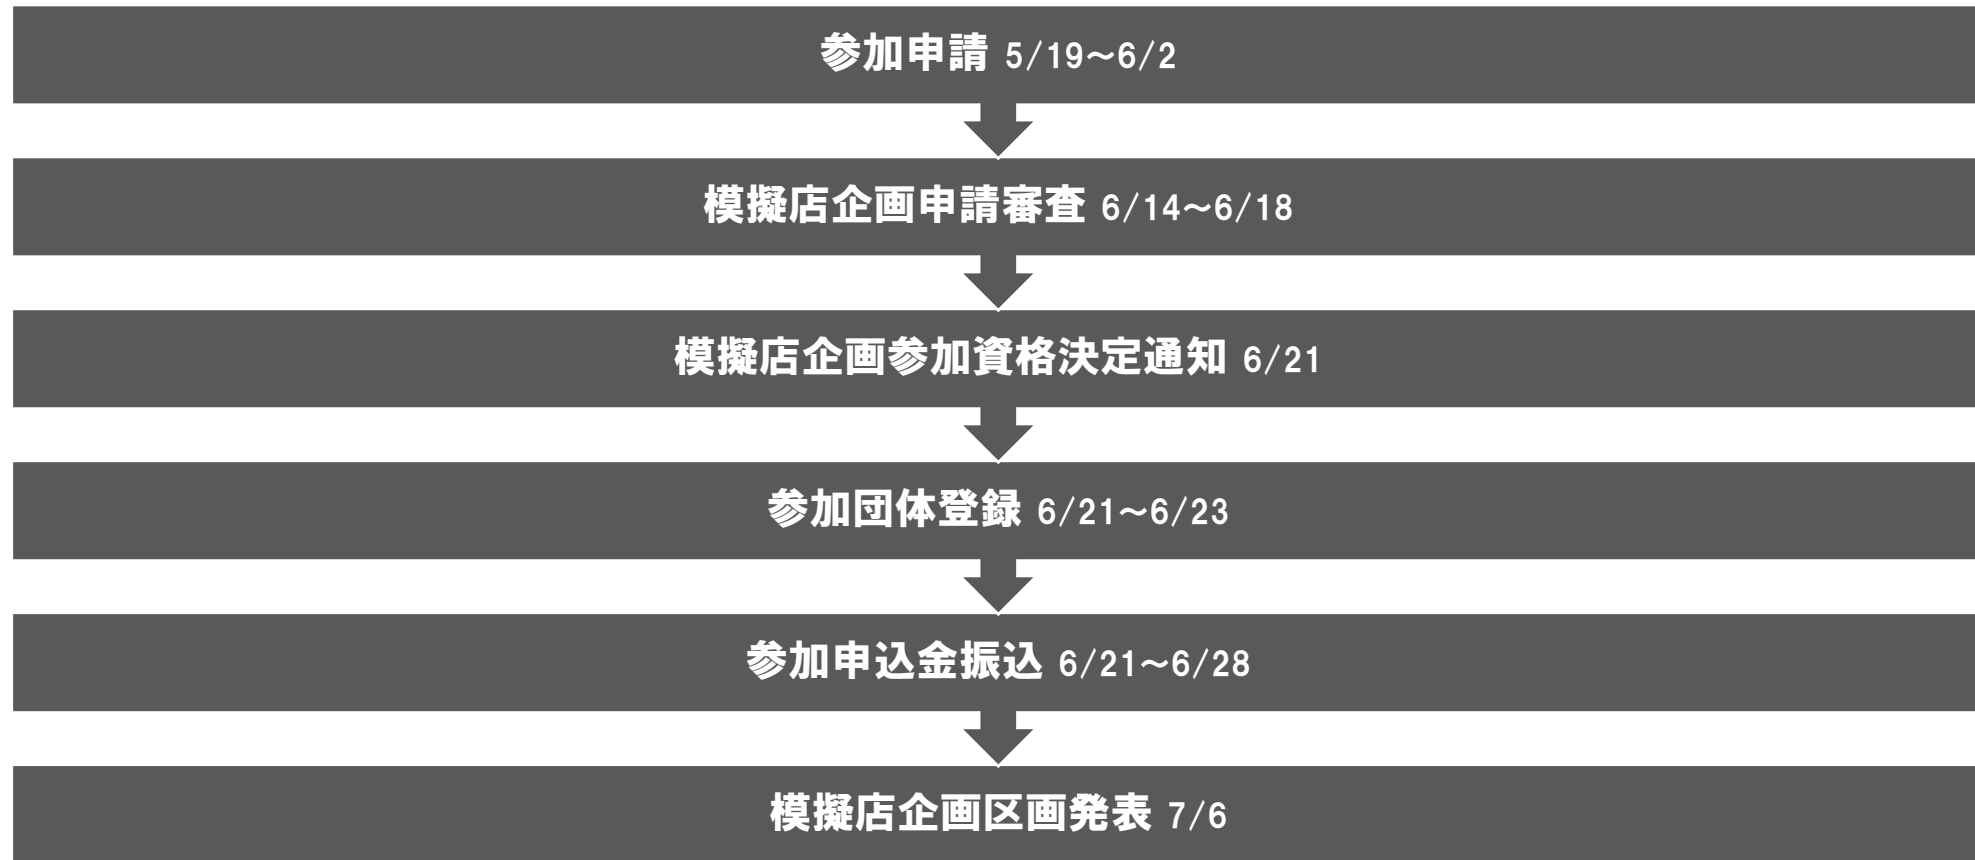 参加申請 5/19～6/2
模擬店企画申請審査 6/14～6/18
模擬店企画参加資格決定通知 6/21
参加団体登録 6/21～6/23
参加申込金振込 6/21～6/28
模擬店企画区画発表 7/6